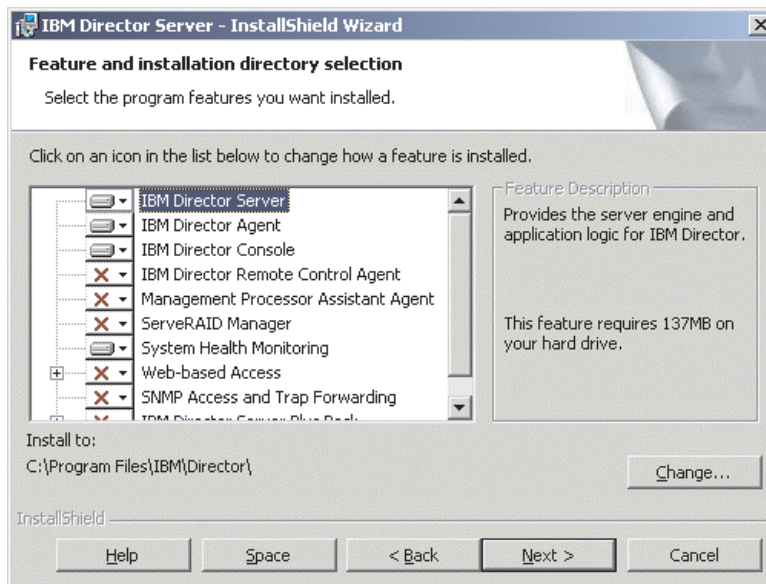 IBM Director Server - InstallShield Wizard
Feature and installation directory selection
Select the program features you want installed.
Click on an icon in the list below to change how a feature is installed.
IBM Director Server
IBM Director Agent
IBM Director Console
IBM Director Remote Control Agent
Management Processor Assistant Agent
ServeRAID Manager
System Health Monitoring
Web-based Access
SNMP Access and Trap Forwarding
IBM Director Server Plus Pack
Feature Description
Provides the server engine and
application logic for IBM Director.
This feature requires 137MB on
your hard drive.
Install to:
C:\Program Files\IBM\Director\
Change...
InstallShield
Help
Space
< Back
Next >
Cancel